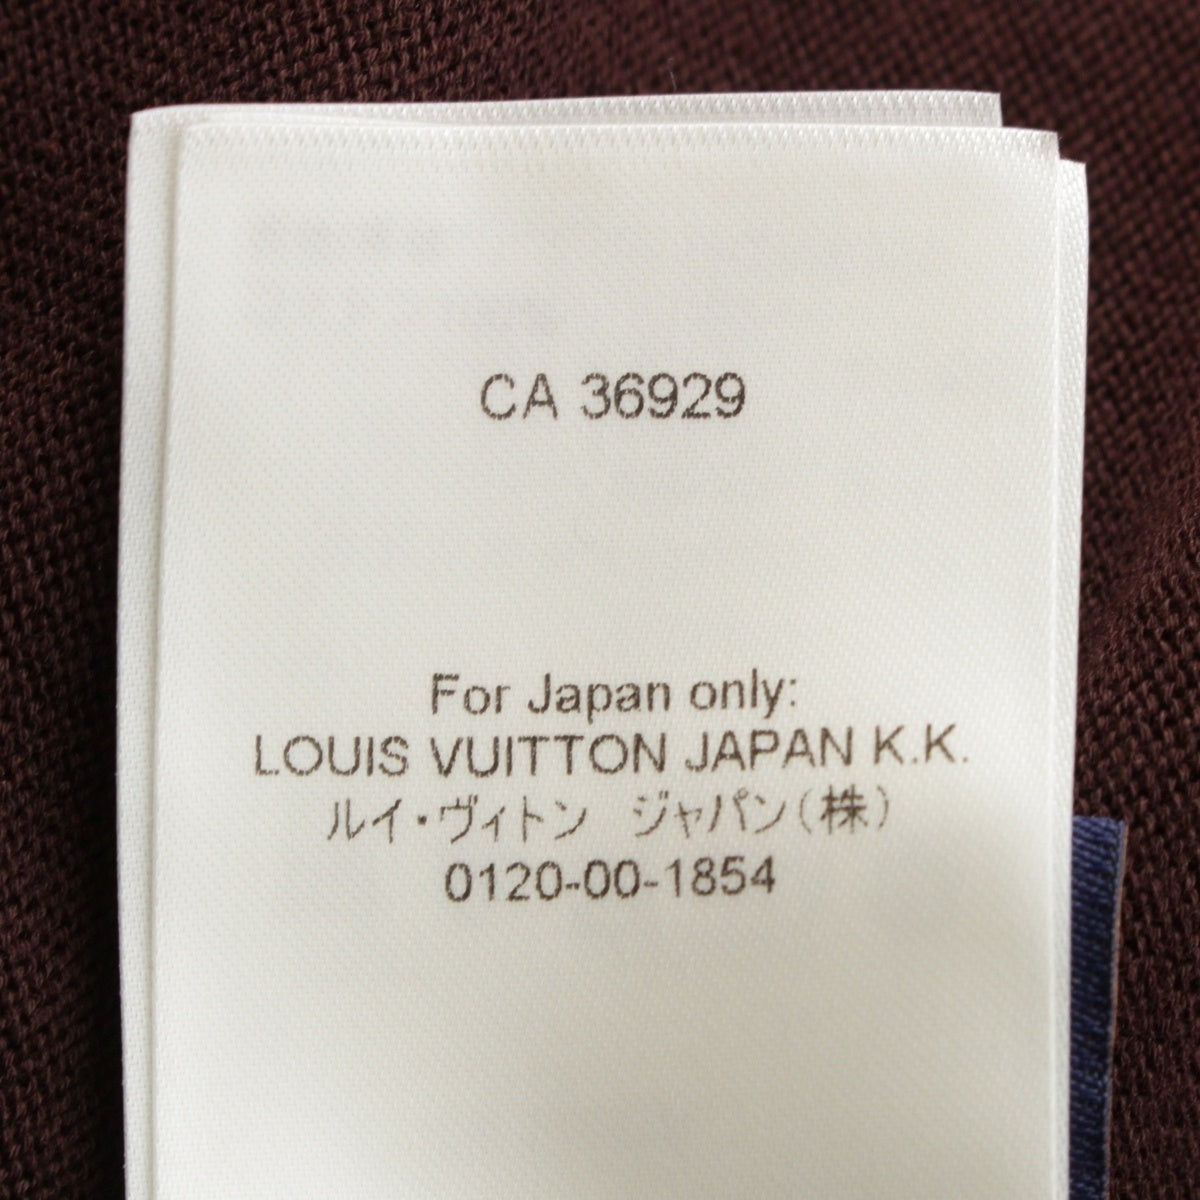 CA 36929
For Japan only:
LOUIS VUITTON JAPAN K.K.
ルイ・ヴィトン　ジャパン（株）
0120-00-1854